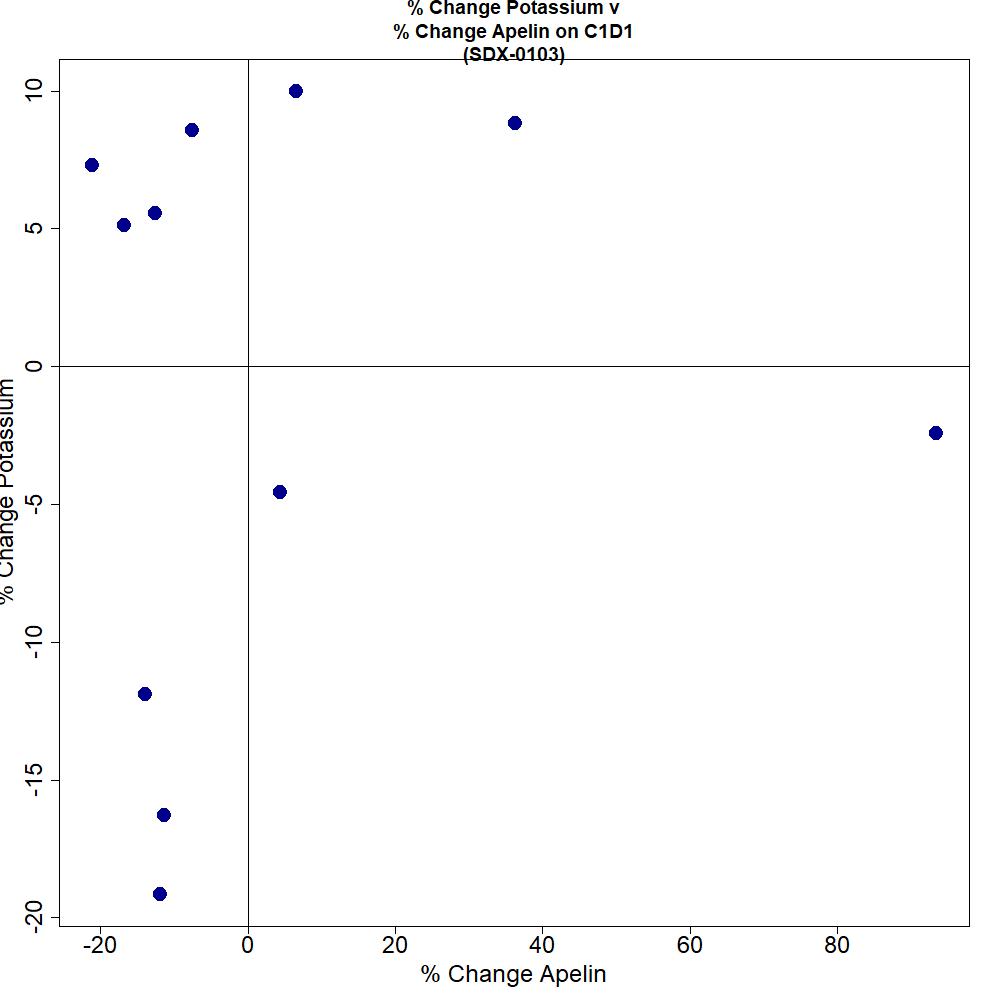 % Change Potassium v
% Change Apelin on C1D1
(SDX-0103)
10
5
0
-5
-10
-15
-20
% Change Potassium
-20
0
20
40
60
80
% Change Apelin